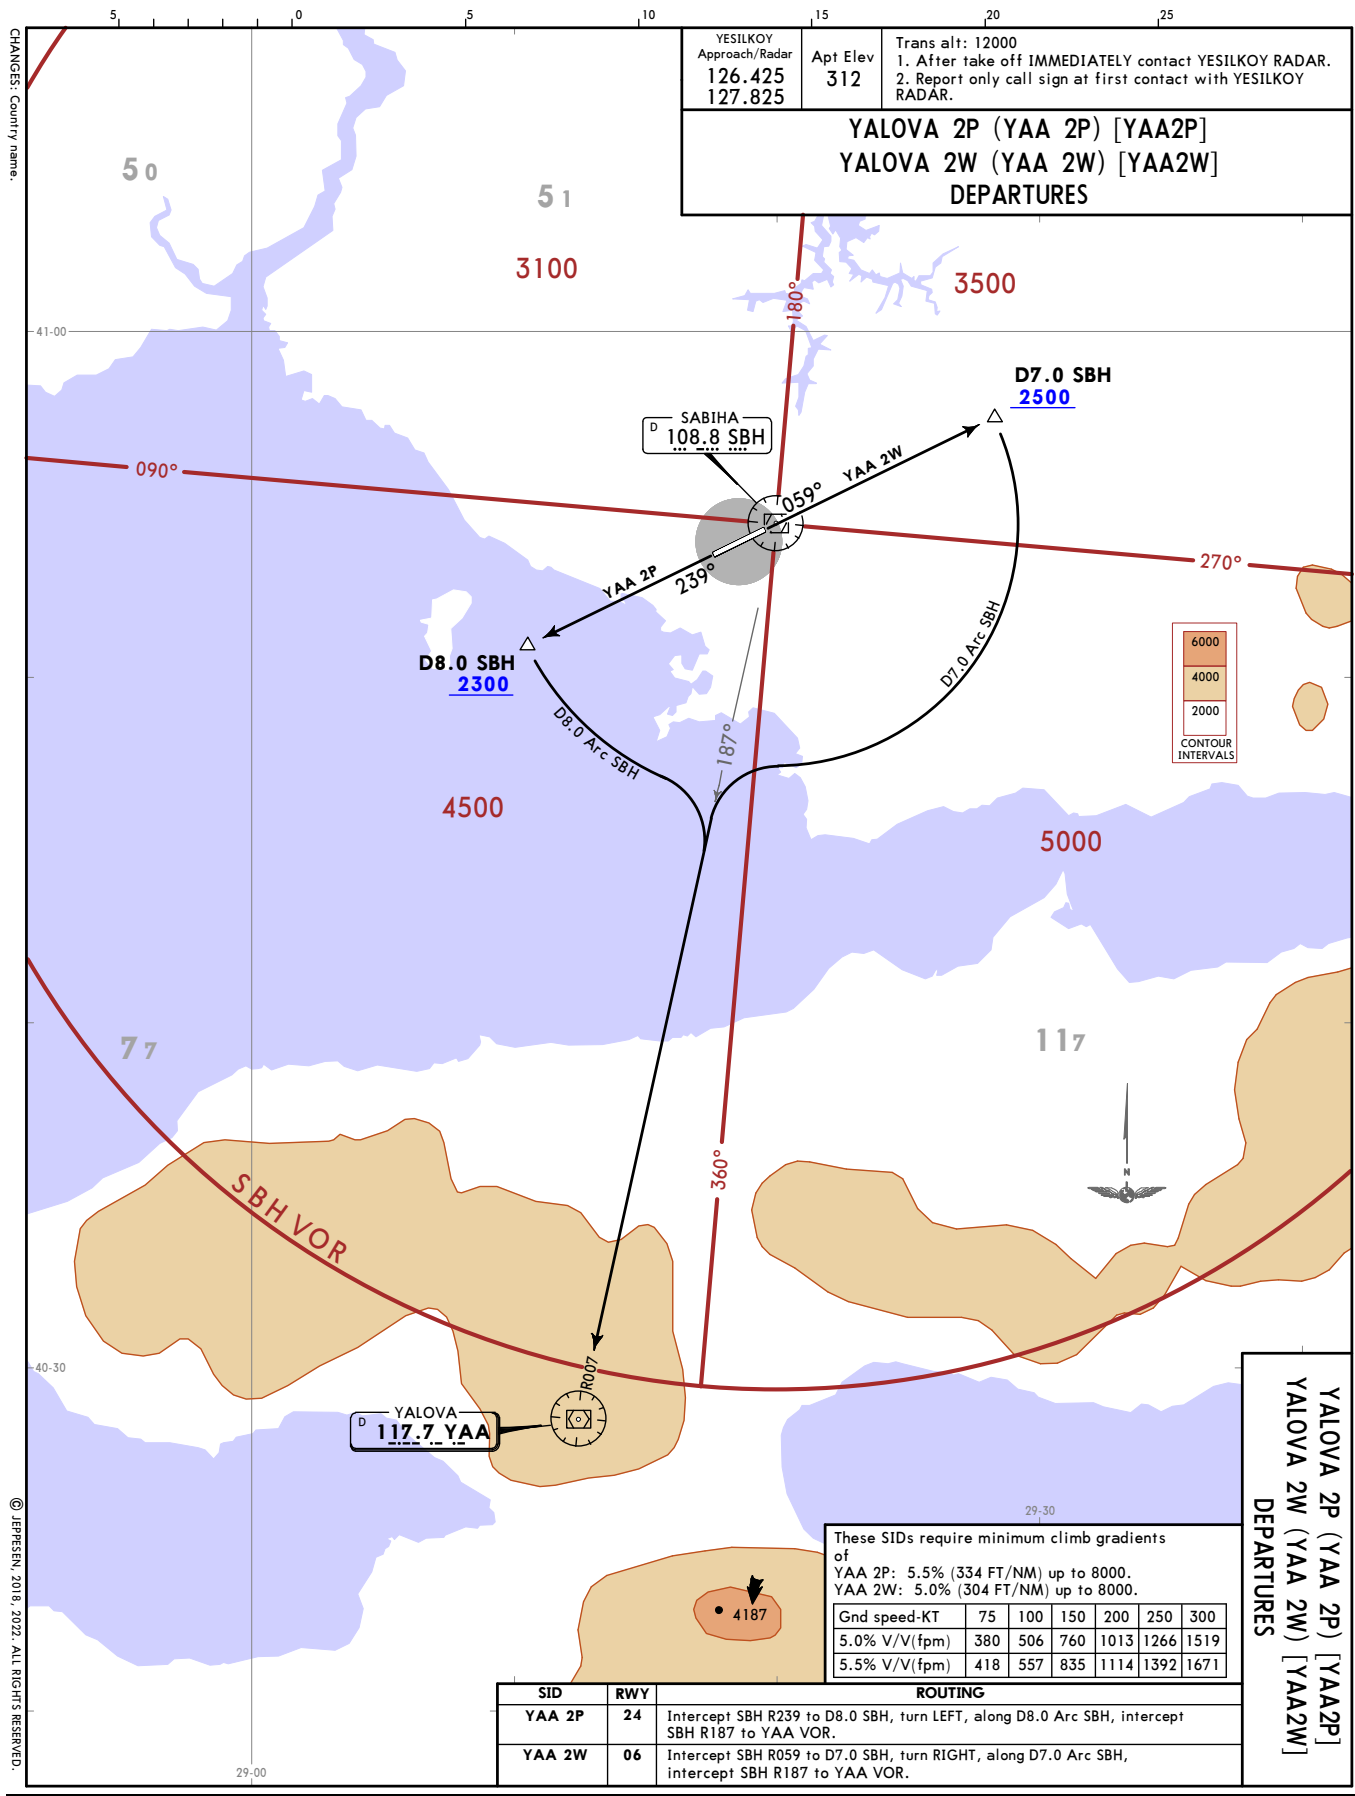 5 0 5 10 15 20 25
CHANGES: Country name.
YESILKOY
Approach/Radar
126.425
127.825
Apt Elev
312
Trans alt: 12000
1. After take off IMMEDIATELY contact YESILKOY RADAR.
2. Report only call sign at first contact with YESILKOY
RADAR.
YALOVA 2P (YAA 2P) [YAA2P]
YALOVA 2W (YAA 2W) [YAA2W]
DEPARTURES
50
51
3100
3500
180°
41-00
D7.0 SBH
2500
SABIHA
D 108.8 SBH
090°
YAA 2W
059°
270°
YAA 2P
239°
D8.0 SBH
2300
D7.0 Arc SBH
D8.0 Arc SBH
187°
6000
4000
2000
CONTOUR
INTERVALS
4500
5000
77
117
N
360°
SBH VOR
R007
40-30
YALOVA
D 117.7 YAA
29-30
4187
These SIDs require minimum climb gradients
of
YAA 2P: 5.5% (334 FT/NM) up to 8000.
YAA 2W: 5.0% (304 FT/NM) up to 8000.
Gnd speed-KT 75 100 150 200 250 300
5.0% V/V(fpm) 380 506 760 1013 1266 1519
5.5% V/V(fpm) 418 557 835 1114 1392 1671
YALOVA 2P (YAA 2P) [YAA2P]
YALOVA 2W (YAA 2W) [YAA2W]
DEPARTURES
SID RWY ROUTING
YAA 2P 24 Intercept SBH R239 to D8.0 SBH, turn LEFT, along D8.0 Arc SBH, intercept
SBH R187 to YAA VOR.
YAA 2W 06 Intercept SBH R059 to D7.0 SBH, turn RIGHT, along D7.0 Arc SBH,
intercept SBH R187 to YAA VOR.
29-00
© JEPPESEN, 2018, 2022. ALL RIGHTS RESERVED.